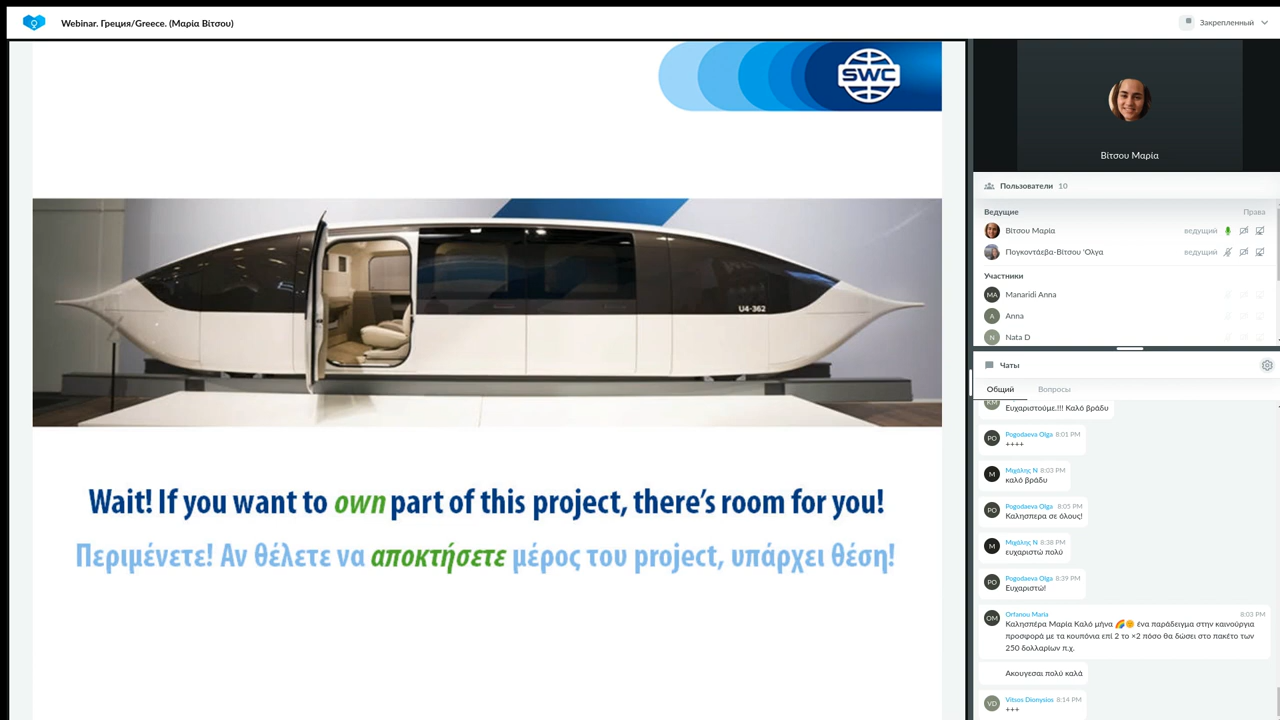 Webinar. Греция/Greece. (Μαρία Βίτσου)
Закрепленный
SWC
U4-362
Wait! If you want to own part of this project, there's room for you!
Περιμένετε! Αν θέλετε να αποκτήσετε μέρος του project, υπάρχει θέση!
Βίτσου Μαρία
Пользователи 10
Ведущие Права
Βίτσου Μαρία ведущий
Πογκοντάεβα-Βίτσου Όλγα ведущий
Участники
MA Manaridi Anna
A Anna
N Nata D
Чаты
Общий Вопросы
Ευχαριστούμε.!!! Καλό βράδυ
PO Pogodaeva Olga 8:01 PM
++++
M Μιχάλης Ν 8:03 PM
καλό βράδυ
PO Pogodaeva Olga 8:05 PM
Καλησπερα σε όλους!
M Μιχάλης Ν 8:38 PM
ευχαριστώ πολύ
PO Pogodaeva Olga 8:39 PM
Ευχαριστώ!
OM Orfanou Maria 8:03 PM
Καλησπέρα Μαρία Καλό μήνα 🌈🌞 ένα παράδειγμα στην καινούργια
προσφορά με τα κουπόνια επί 2 το ×2 πόσο θα δώσει στο πακέτο των
250 δολλαρίων π.χ.
Ακουγεσαι πολύ καλά
VD Vitsos Dionysios 8:14 PM
+++